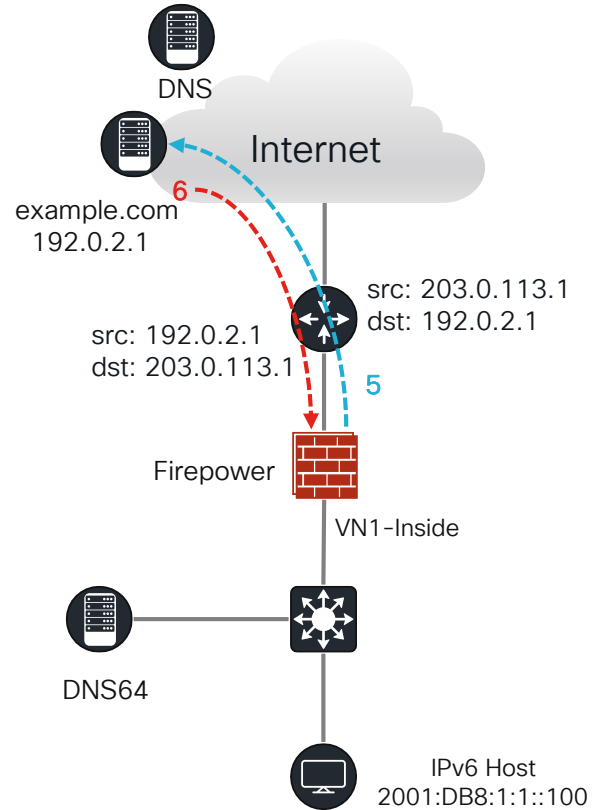 DNS
Internet
example.com
192.0.2.1
6
src: 203.0.113.1
dst: 192.0.2.1
src: 192.0.2.1
dst: 203.0.113.1
5
Firepower
VN1-Inside
DNS64
IPv6 Host
2001:DB8:1:1::100